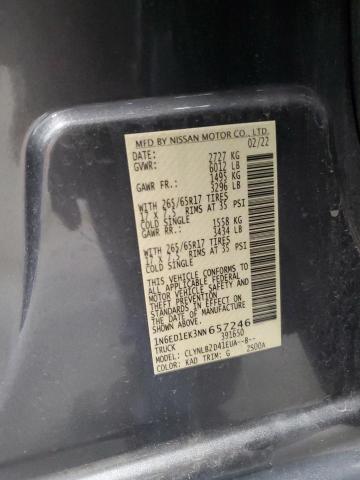 MFD BY NISSAN MOTOR CO., LTD.
DATE: 02/22
GVWR: 2727 KG
6012 LB
GAWR FR: 1495 KG
3296 LB
WITH 265/65R17 TIRES
17 X 7.5 RIMS AT 35 PSI
COLD SINGLE
GAWR RR: 1558 KG
3434 LB
WITH 265/65R17 TIRES
17 X 7.5 RIMS AT 35 PSI
COLD SINGLE
THIS VEHICLE CONFORMS TO
ALL APPLICABLE FEDERAL
MOTOR VEHICLE SAFETY
STANDARDS IN EFFECT ON
THE DATE OF MANUFACTURE
SHOWN ABOVE.
1N6ED1EK3NN657246
TRUCK 391650
MODEL: CLYNLBZD41EUA--B--
COLOR: KAD TRIM: G 2500A